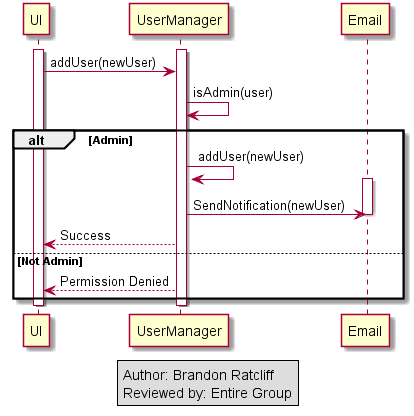 UI
UserManager
Email
addUser(newUser)
isAdmin(user)
alt
[Admin]
addUser(newUser)
SendNotification(newUser)
Success
[Not Admin]
Permission Denied
UI
UserManager
Email
Author: Brandon Ratcliff
Reviewed by: Entire Group